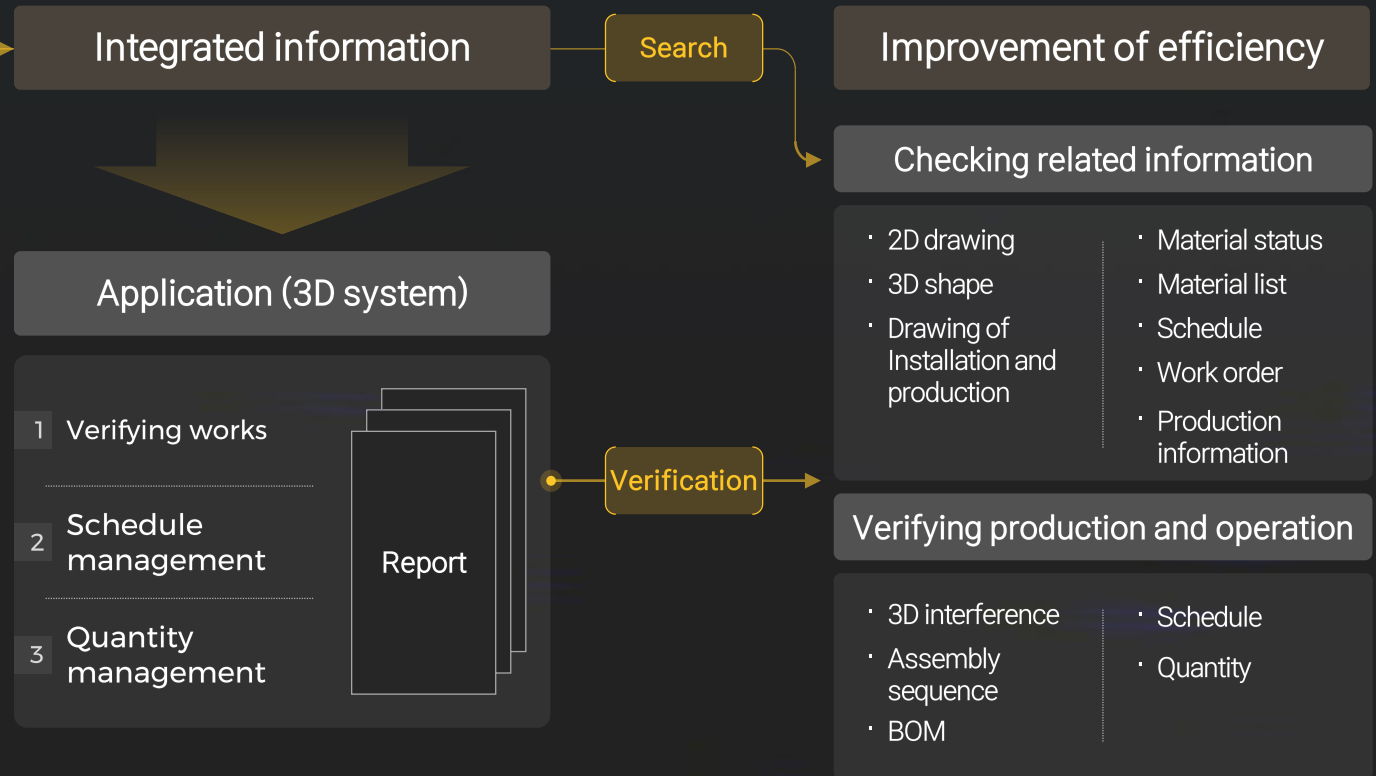 Integrated information
Search
Improvement of efficiency
Checking related information
· 2D drawing
· 3D shape
· Drawing of
Installation and
production
· Material status
· Material list
· Schedule
· Work order
· Production
information
Application (3D system)
1 Verifying works
2 Schedule
management
3 Quantity
management
Report
Verification
Verifying production and operation
· 3D interference
· Assembly
sequence
· BOM
· Schedule
· Quantity